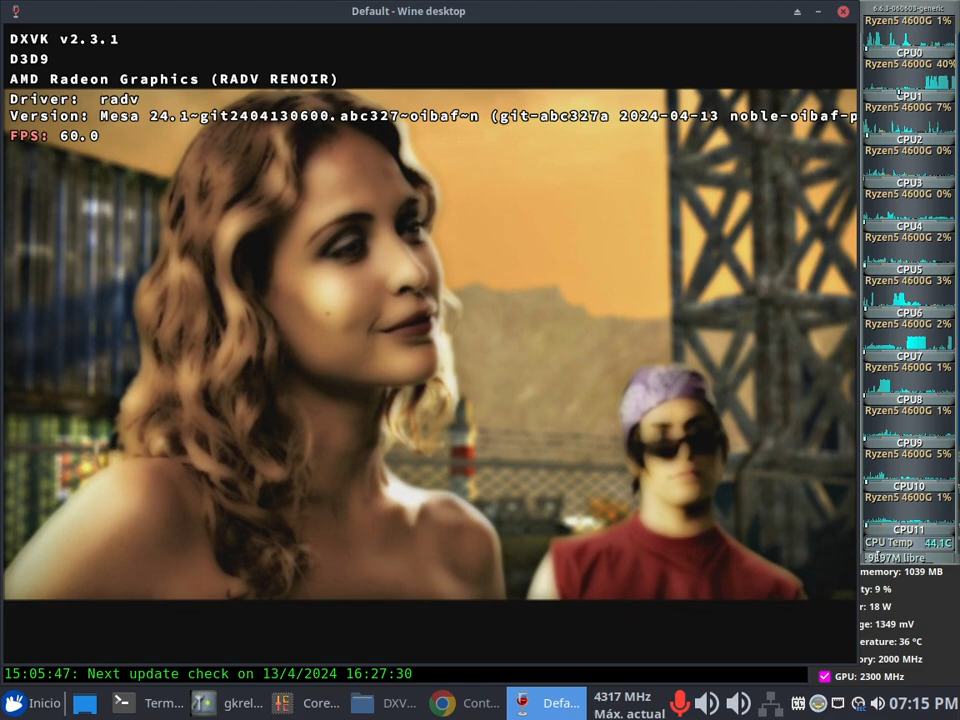 Default - Wine desktop
DXVK v2.3.1
D3D9
AMD Radeon Graphics (RADV RENOIR)
Driver: radv
Version: Mesa 24.1~git2404130600.abc327~oibaf~n (git-abc327a 2024-04-13 noble-oibaf-p
FPS: 60.0
6.6.3-060603-generic
Ryzen5 4600G 1%
CPU0
Ryzen5 4600G 40%
CPU1
Ryzen5 4600G 7%
CPU2
Ryzen5 4600G 0%
CPU3
Ryzen5 4600G 0%
CPU4
Ryzen5 4600G 2%
CPU5
Ryzen5 4600G 3%
CPU6
Ryzen5 4600G 2%
CPU7
Ryzen5 4600G 1%
CPU8
Ryzen5 4600G 1%
CPU9
Ryzen5 4600G 5%
CPU10
Ryzen5 4600G 1%
CPU11
CPU Temp 44.1C
libre
memory: 1039 MB
ty: 9 %
r: 18 W
ge: 1349 mV
erature: 36 °C
ory: 2000 MHz
GPU: 2300 MHz
15:05:47: Next update check on 13/4/2024 16:27:30
Inicio
Term...
gkrel...
Core...
DXV...
Cont...
Defa...
4317 MHz
Máx. actual
07:15 PM